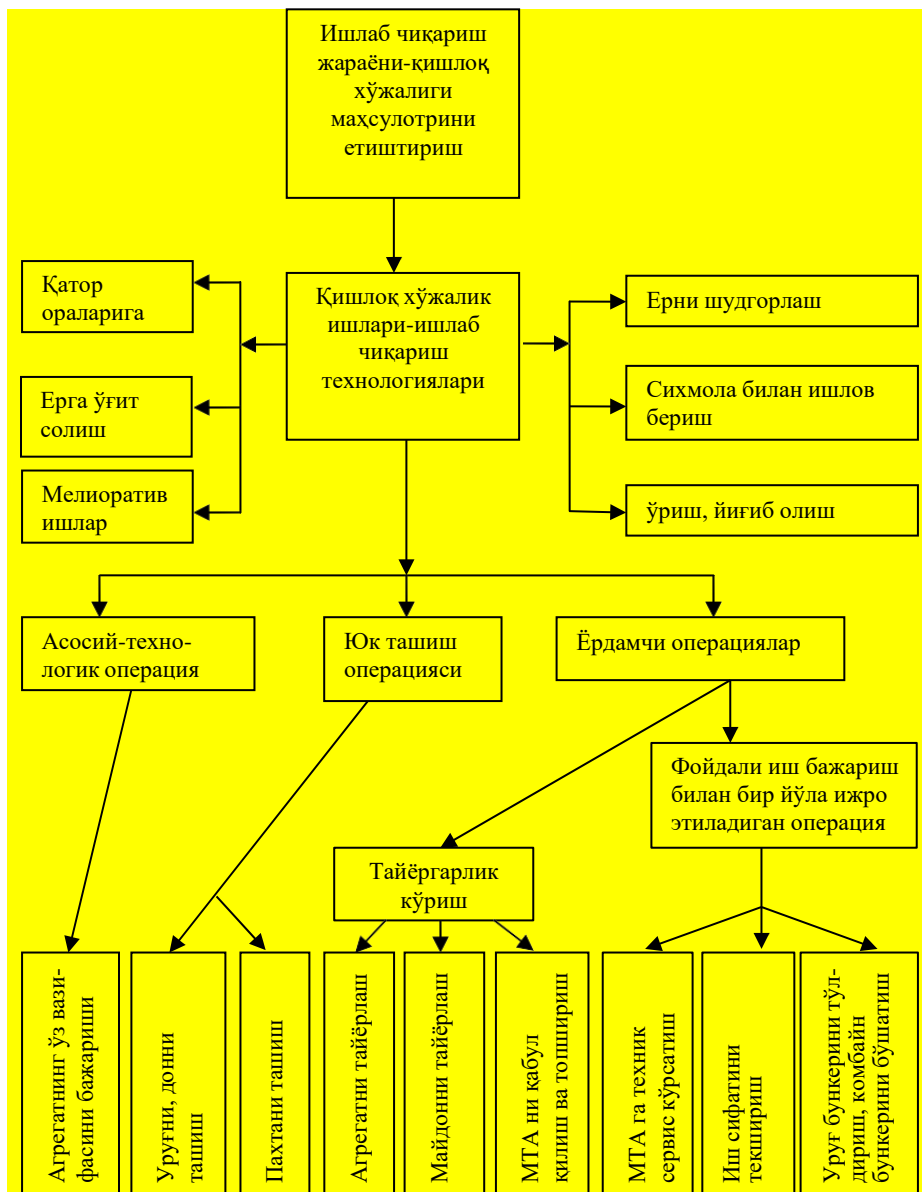 Ишлаб чиқариш
жараёни-қишлоқ
хўжалиги
маҳсулотрини
етиштириш
Қатор
ораларига
Қишлоқ хўжалик
ишлари-ишлаб
чиқариш
технологиялари
Ерни шудгорлаш
Ерга ўғит
солиш
Сихмола билан ишлов
бериш
Мелиоратив
ишлар
ўриш, йиғиб олиш
Асосий-техно-
логик операция
Юк ташиш
операцияси
Ёрдамчи операциялар
Фойдали иш бажариш
билан бир йўла ижро
этиладиган операция
Тайёргарлик
кўриш
Агрегатнинг ўз вази-
фасини бажариши
Уруғни, донни
ташиш
Пахтани ташиш
Агрегатни тайёрлаш
Майдонни тайёрлаш
МТА ни қабул
қилиш ва топшириш
МТА га техник
сервис кўрсатиш
Иш сифатини
текшириш
Уруғ бункерини тўл-
дириш, комбайн
бункерини бўшатиш